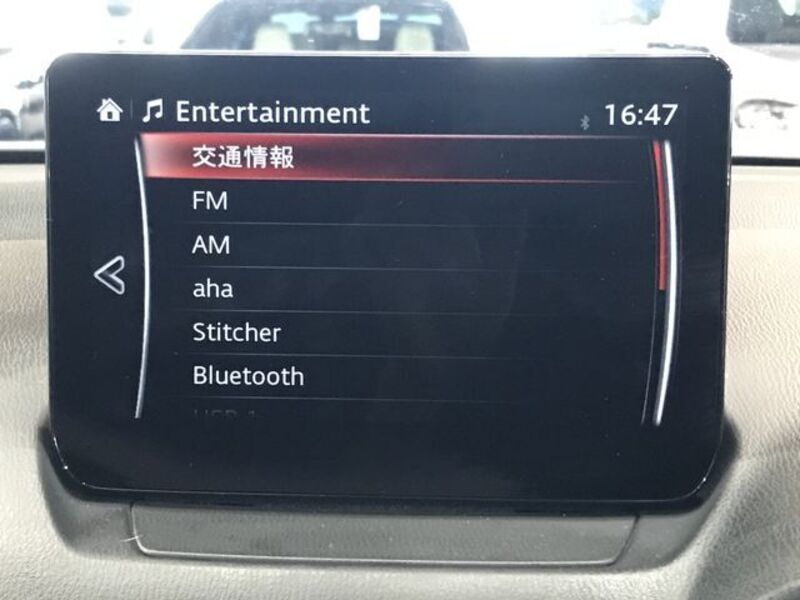 Entertainment 16:47
交通情報
FM
AM
aha
Stitcher
Bluetooth